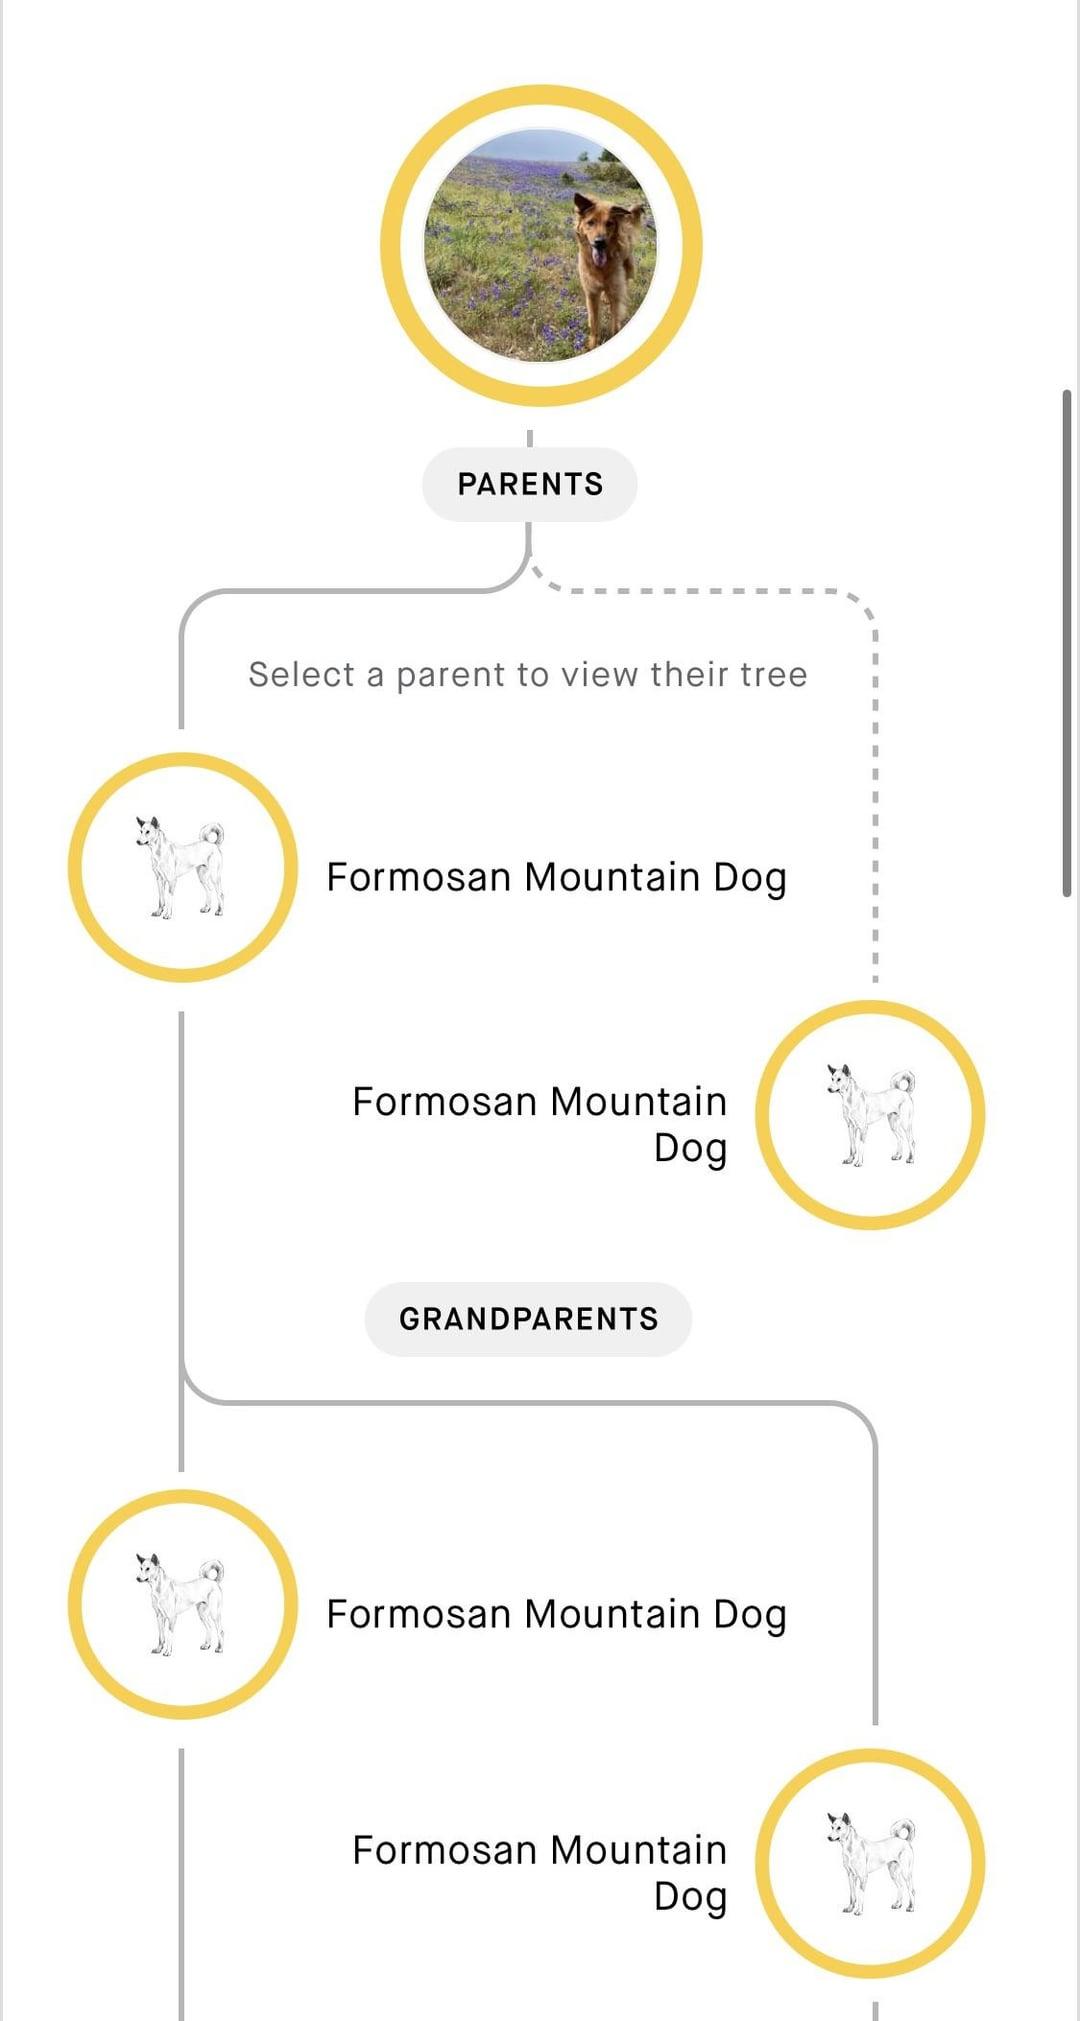 PARENTS
Select a parent to view their tree
Formosan Mountain Dog
Formosan Mountain
Dog
GRANDPARENTS
Formosan Mountain Dog
Formosan Mountain
Dog